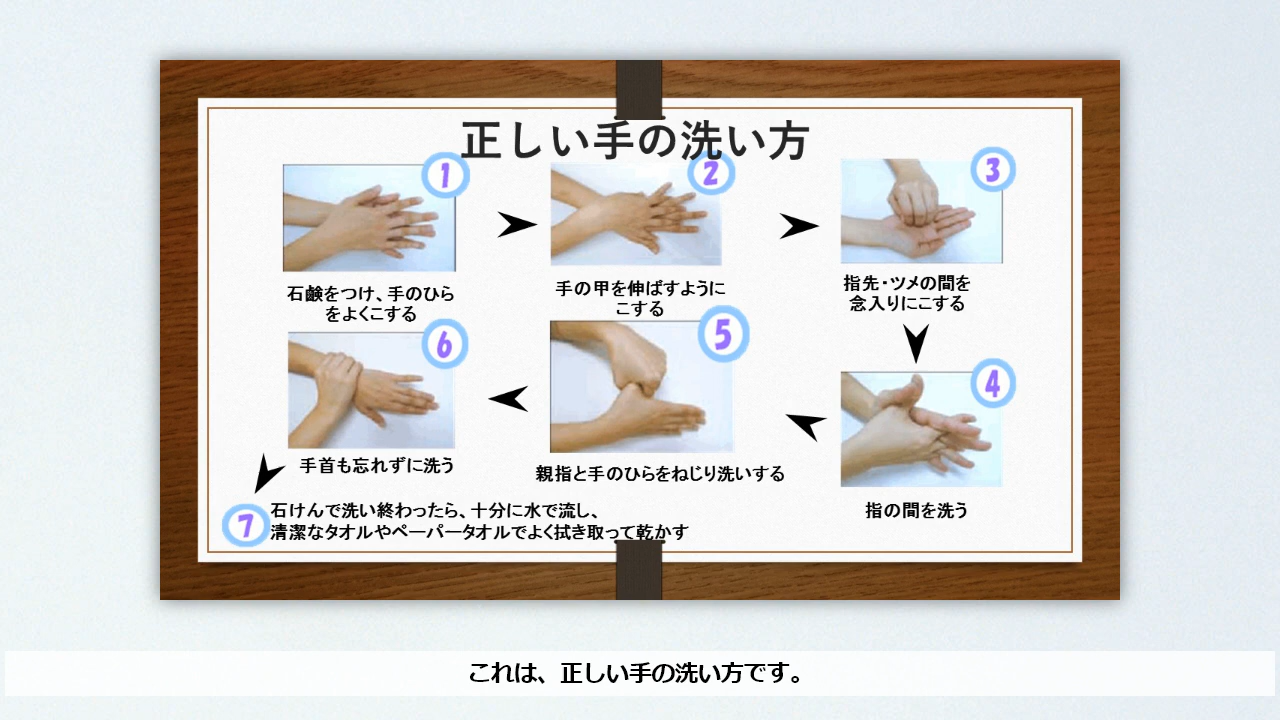 正しい手の洗い方
1
石鹸をつけ、手のひら
をよくこする
2
手の甲を伸ばすように
こする
3
指先・ツメの間を
念入りにこする
4
指の間を洗う
5
親指と手のひらをねじり洗いする
6
手首も忘れずに洗う
7
石けんで洗い終わったら、十分に水で流し、
清潔なタオルやペーパータオルでよく拭き取って乾かす
これは、正しい手の洗い方です。